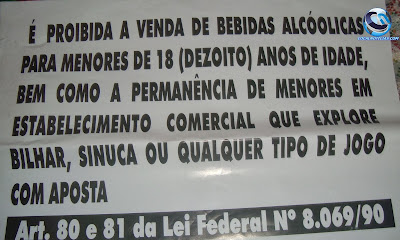 É PROIBIDA A VENDA DE BEBIDAS ALCÓOLICAS
PARA MENORES DE 18 (DEZOITO) ANOS DE IDADE,
BEM COMO A PERMANÊNCIA DE MENORES EM
ESTABELECIMENTO COMERCIAL QUE EXPLORE
BILHAR, SINUCA OU QUALQUER TIPO DE JOGO
COM APOSTA
Art. 80 e 81 da Lei Federal Nº 8.069/90